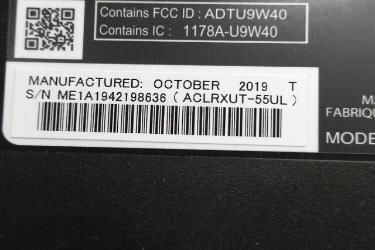 Contains FCC ID : ADTU9W40
Contains IC : 1178A-U9W40
MANUFACTURED: OCTOBER 2019 T
S/N ME1A1942198636 ( ACLRXUT-55UL )
MA
FABRIQU
MODE